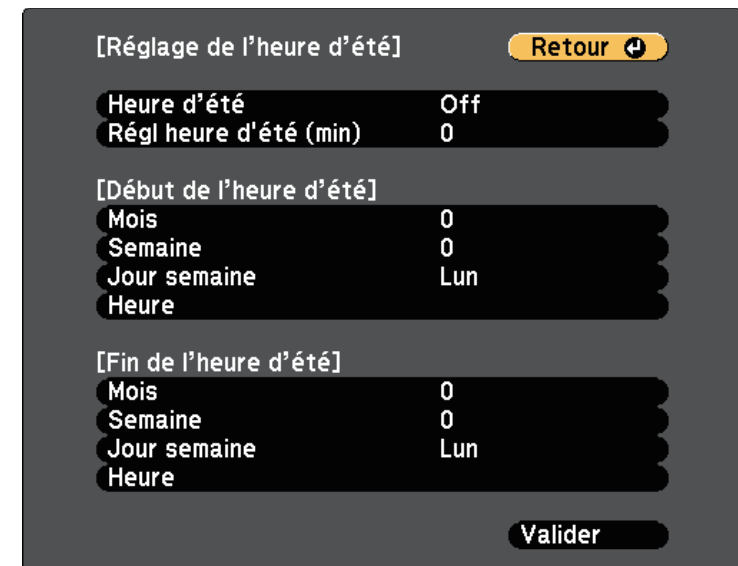 [Réglage de l’heure d’été] Retour
Heure d’été Off
Régl heure d'été (min) 0
[Début de l’heure d’été]
Mois 0
Semaine 0
Jour semaine Lun
Heure
[Fin de l’heure d’été]
Mois 0
Semaine 0
Jour semaine Lun
Heure
Valider